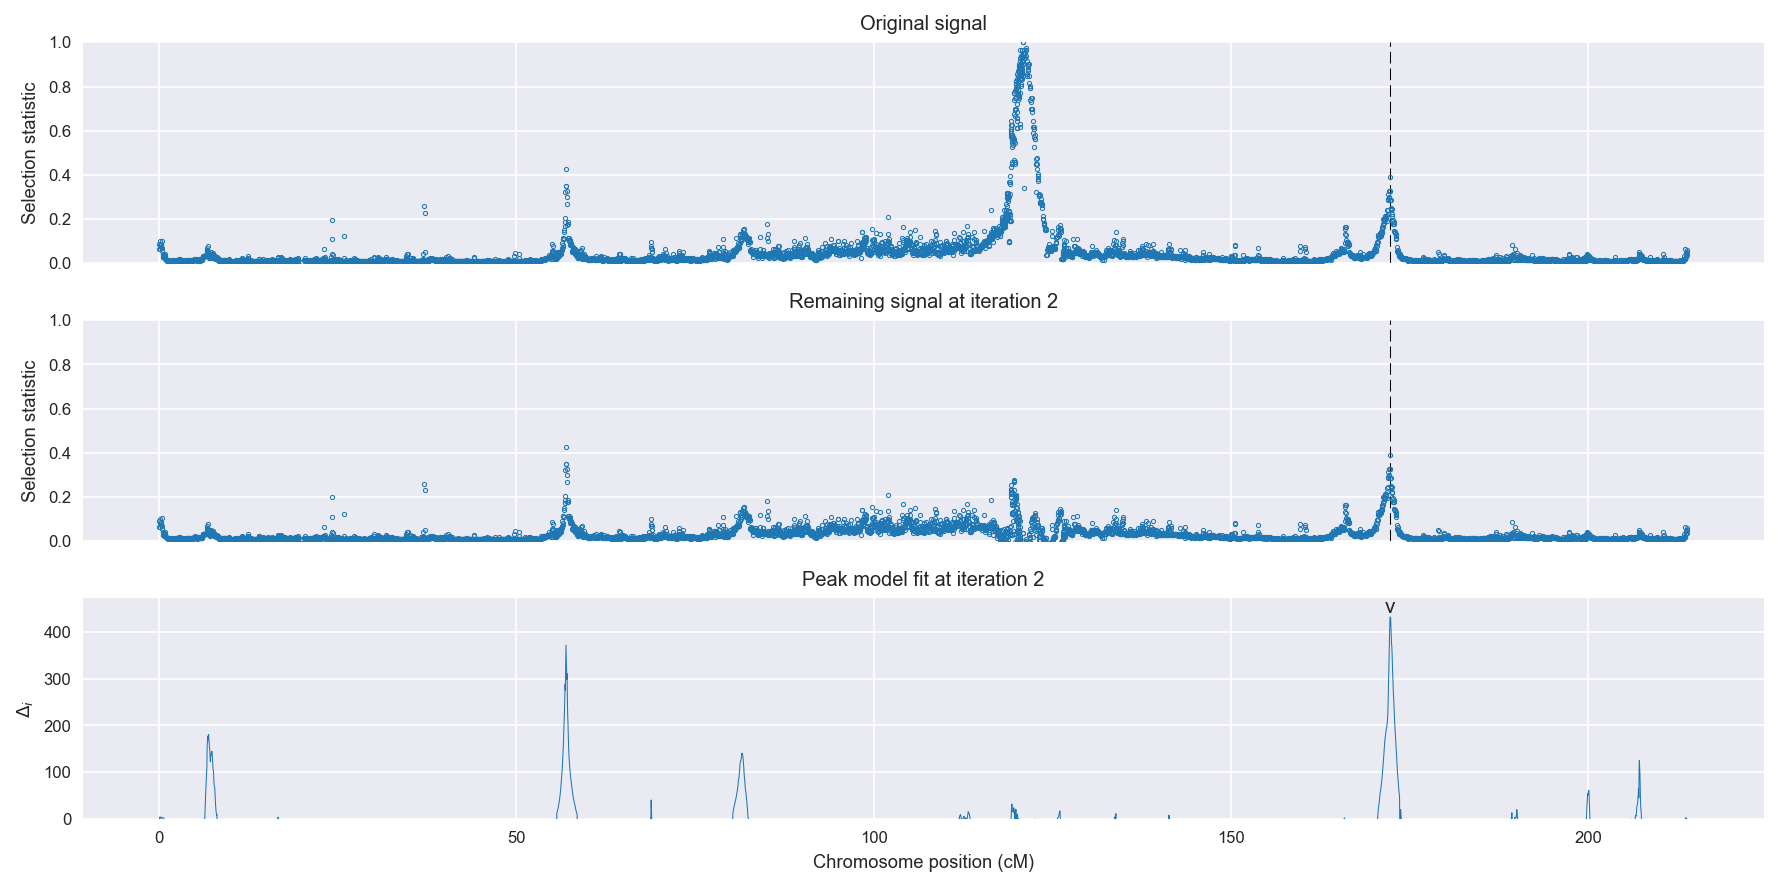 Original signal
1.0
0.8
0.6
0.4
0.2
0.0
Selection statistic
Remaining signal at iteration 2
1.0
0.8
0.6
0.4
0.2
0.0
Selection statistic
Peak model fit at iteration 2
v
400
300
200
100
0
Δᵢ
0 50 100 150 200
Chromosome position (cM)